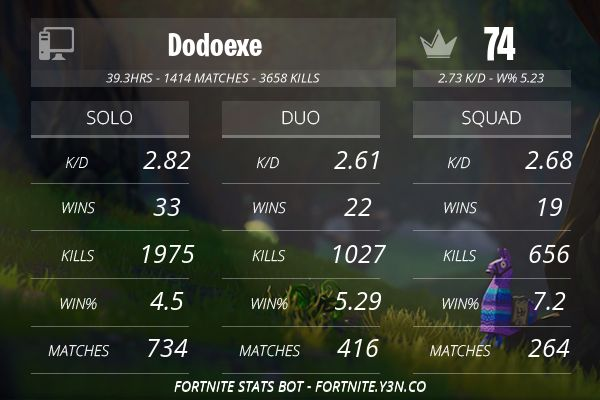 Dodoexe
74
39.3HRS - 1414 MATCHES - 3658 KILLS
2.73 K/D - W% 5.23
SOLO DUO SQUAD
K/D 2.82 K/D 2.61 K/D 2.68
WINS 33 WINS 22 WINS 19
KILLS 1975 KILLS 1027 KILLS 656
WIN% 4.5 WIN% 5.29 WIN% 7.2
MATCHES 734 MATCHES 416 MATCHES 264
FORTNITE STATS BOT - FORTNITE.Y3N.CO